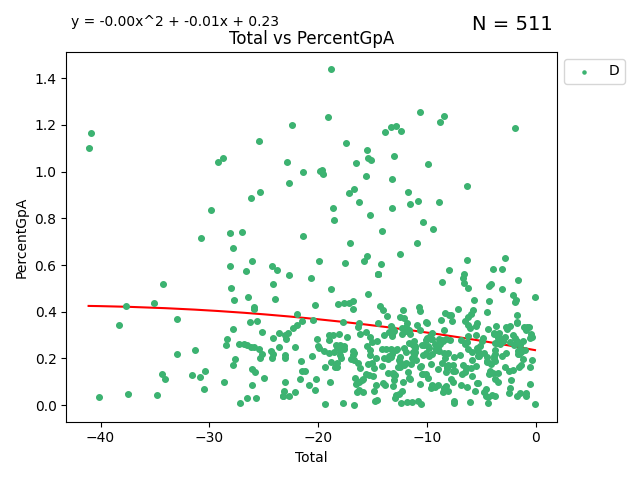 y = -0.00x^2 + -0.01x + 0.23
N = 511
Total vs PercentGpA
D
1.4
1.2
1.0
0.8
0.6
0.4
0.2
0.0
PercentGpA
−40 −30 −20 −10 0
Total